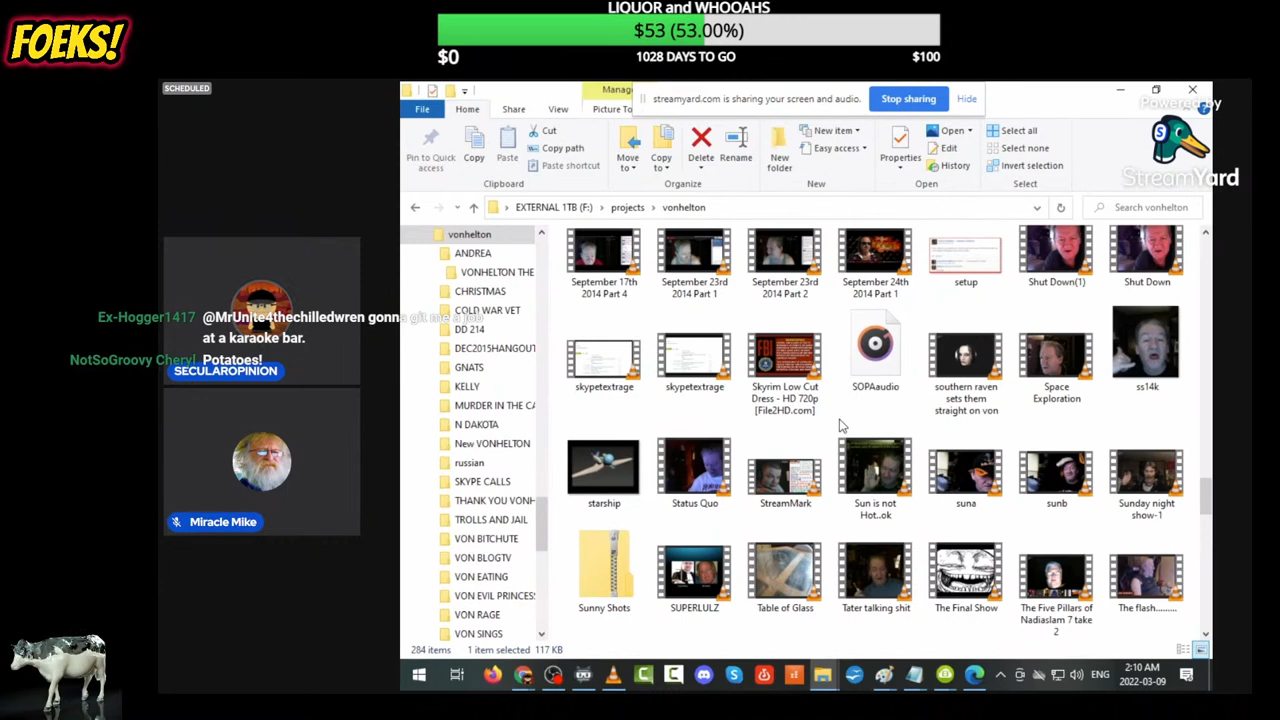 FOEKS!
LIQUOR and WHOOAHS
$53 (53.00%)
$0
1028 DAYS TO GO
$100
SCHEDULED
Manag
streamyard.com is sharing your screen and audio.
Stop sharing
Hide
Powered by
StreamYard
File
Home
Share
View
Picture To
Pin to Quick
access
Copy
Paste
Cut
Copy path
Paste shortcut
Clipboard
Move
to
Copy
to
Delete
Rename
Organize
New
folder
New item
Easy access
New
Properties
Open
Edit
History
Open
Select all
Select none
Invert selection
Select
EXTERNAL 1TB (F:)
projects
vonhelton
Search vonhelton
vonhelton
ANDREA
VONHELTON THE
CHRISTMAS
COLD WAR VET
DD 214
DEC2015HANGOUT
GNATS
KELLY
MURDER IN THE CA
N DAKOTA
New VONHELTON
russian
SKYPE CALLS
THANK YOU VONH
TROLLS AND JAIL
VON BITCHUTE
VON BLOGTV
VON EATING
VON EVIL PRINCES
VON RAGE
VON SINGS
September 17th
2014 Part 4
September 23rd
2014 Part 1
September 23rd
2014 Part 2
September 24th
2014 Part 1
setup
Shut Down(1)
Shut Down
FBI
skypetextrage
skypetextrage
Skyrim Low Cut
Dress - HD 720p
[File2HD.com]
SOPAaudio
southern raven
sets them
straight on von
Space
Exploration
ss14k
starship
Status Quo
StreamMark
Sun is not
Hot..ok
suna
sunb
Sunday night
show-1
Sunny Shots
SUPERLULZ
Table of Glass
Tater talking shit
The Final Show
The Five Pillars of
Nadiaslam 7 take
2
The flash.........
284 items
1 item selected 117 KB
ENG
2:10 AM
2022-03-09
Ex-Hogger1417 @MrUnite4thechilledwren gonna git me a job
at a karaoke bar.
NotSoGroovy Cheryl Potatoes!
SECULAROPINION
Miracle Mike